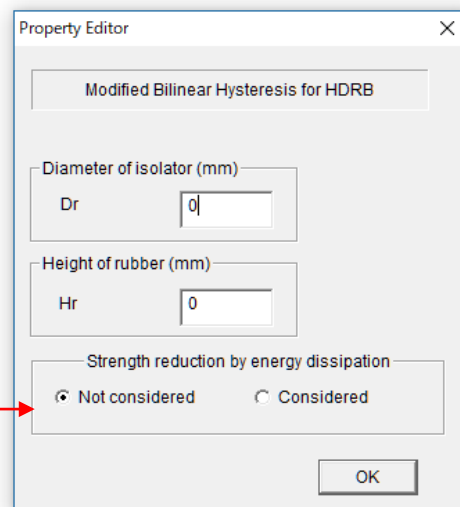 Property Editor
Modified Bilinear Hysteresis for HDRB
Diameter of isolator (mm)
Dr 0
Height of rubber (mm)
Hr 0
Strength reduction by energy dissipation
Not considered Considered
OK